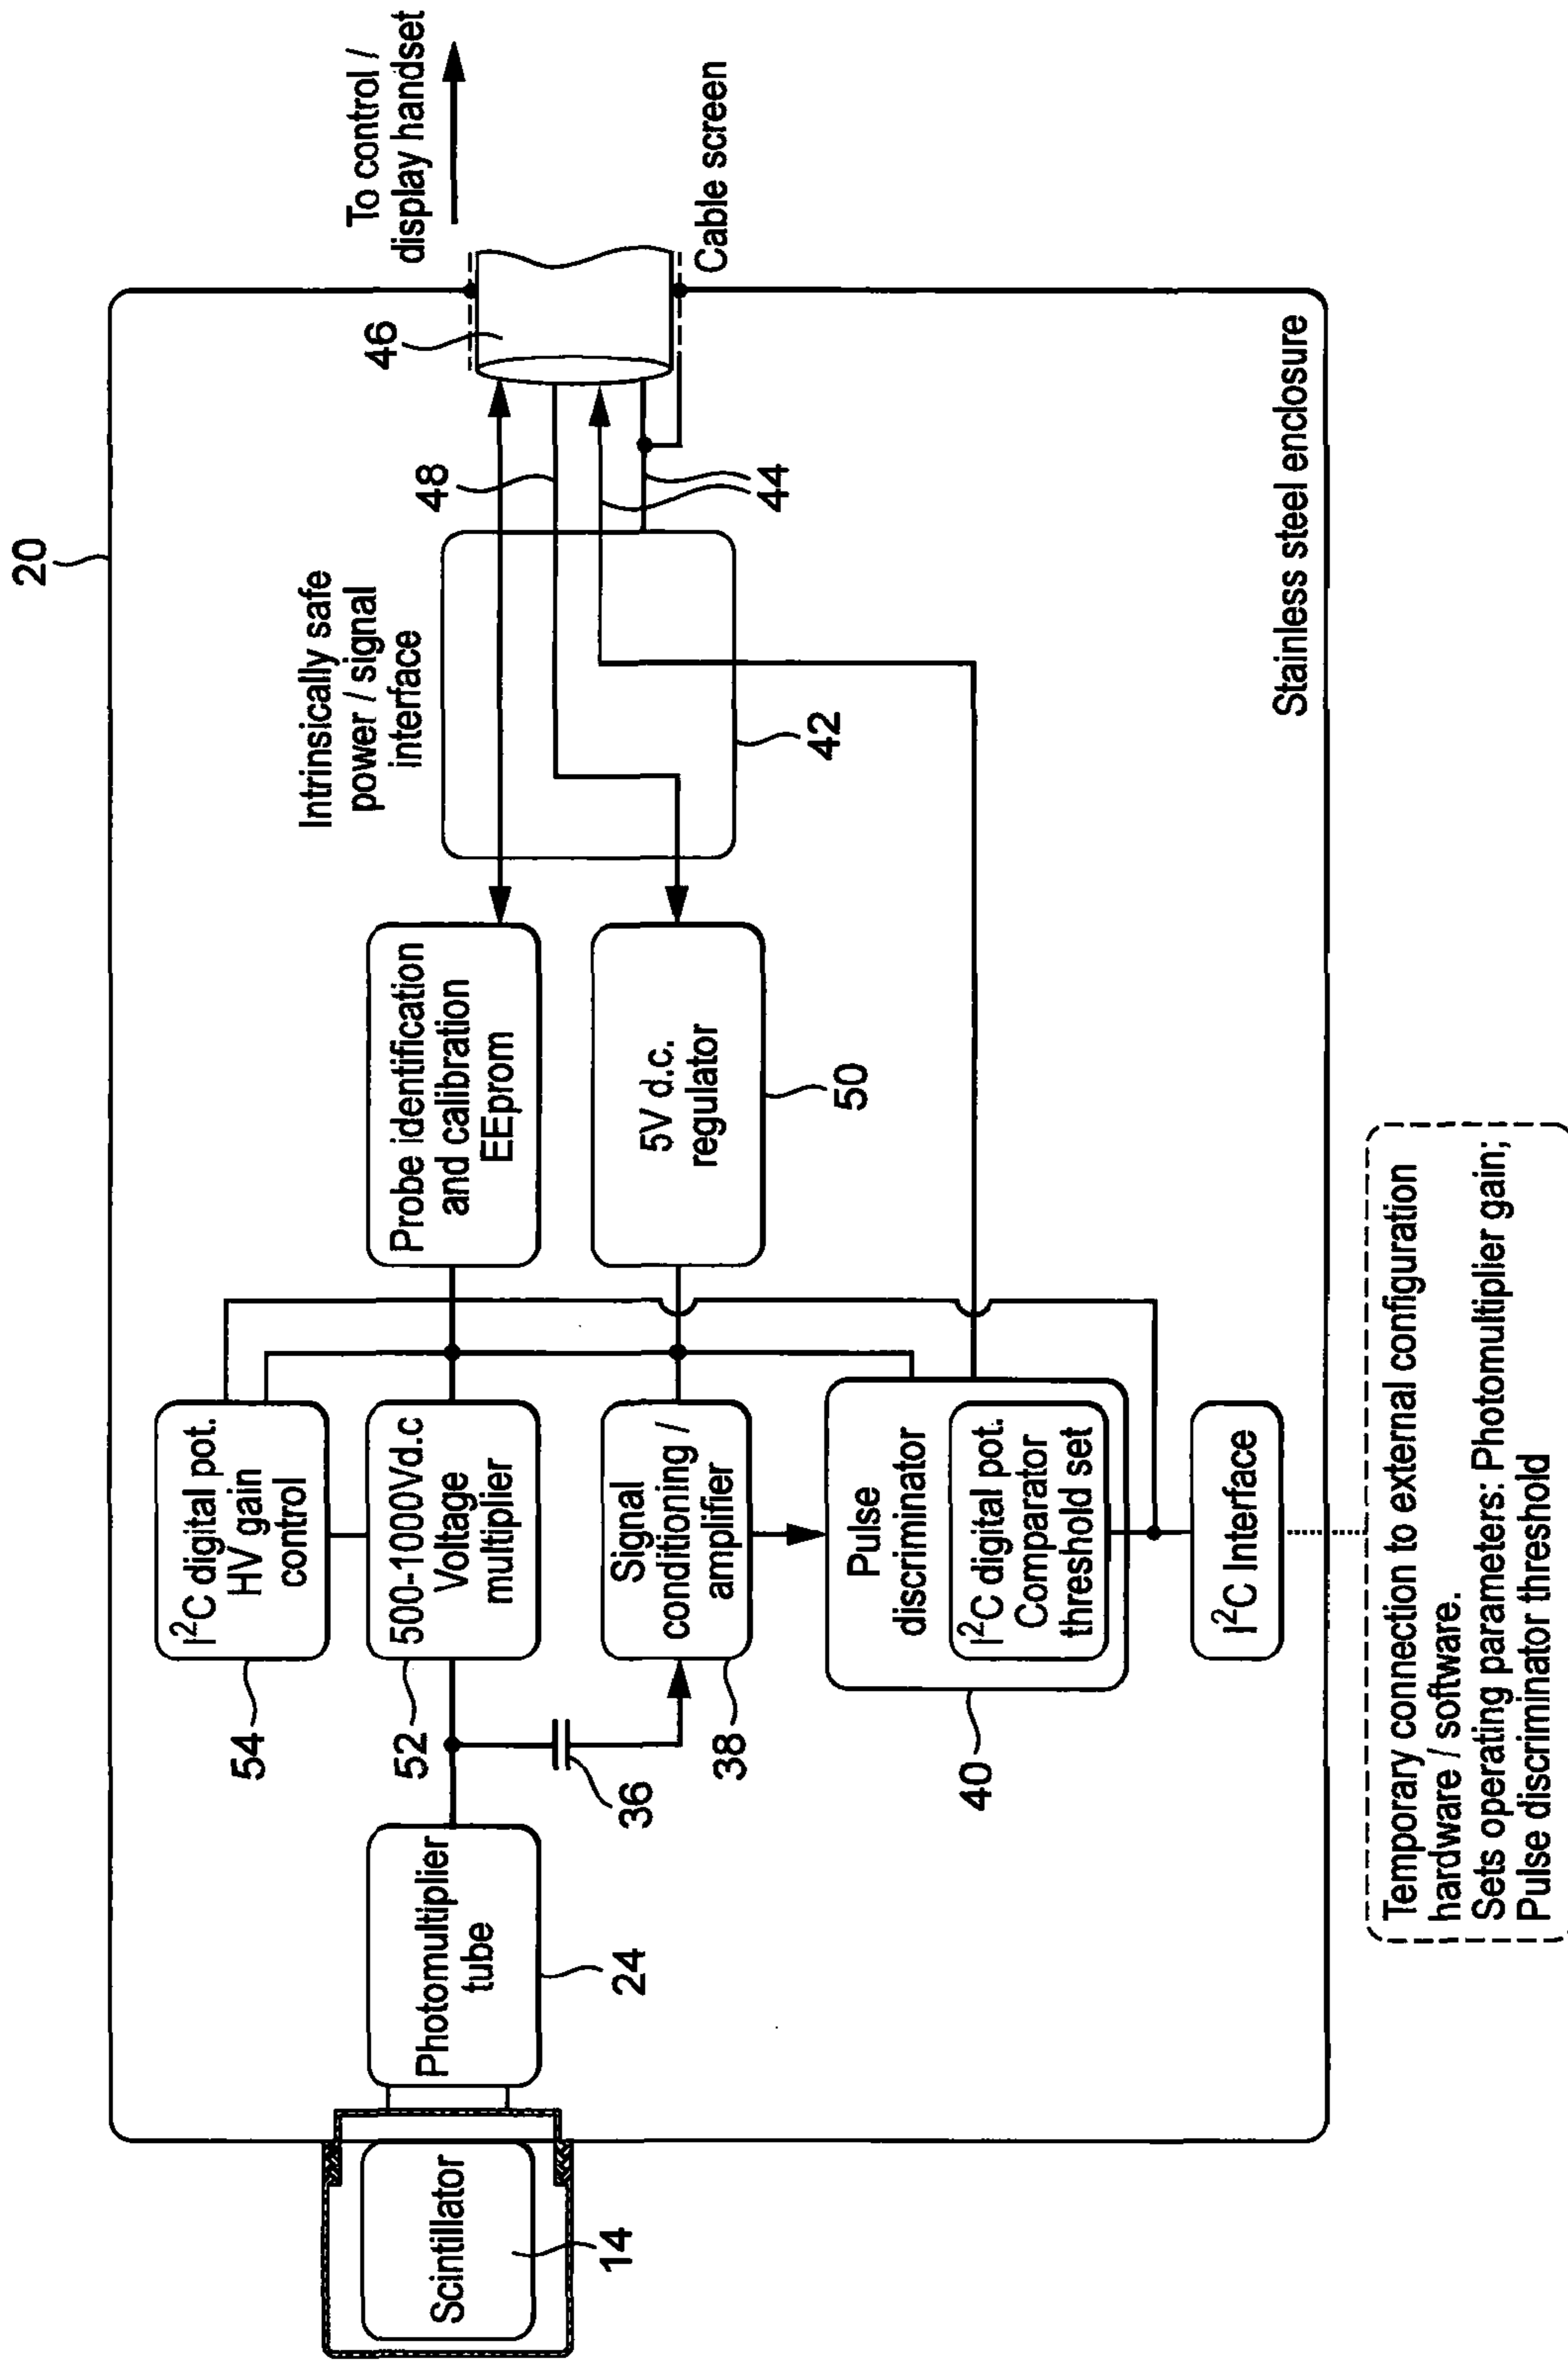 20
To control /
display handset
Intrinsically safe
power / signal
interface
46
Cable screen
48
44
42
54
I²C digital pot.
HV gain
control
Probe identification
and calibration
EEprom
52
500-1000Vd.c
Voltage
multiplier
5V d.c.
regulator
50
Scintillator
14
Photomultiplier
tube
24
36
38
Signal
conditioning /
amplifier
40
Pulse
discriminator
I²C digital pot.
Comparator
threshold set
I²C Interface
Stainless steel enclosure
Temporary connection to external configuration
hardware / software.
Sets operating parameters: Photomultiplier gain;
Pulse discriminator threshold